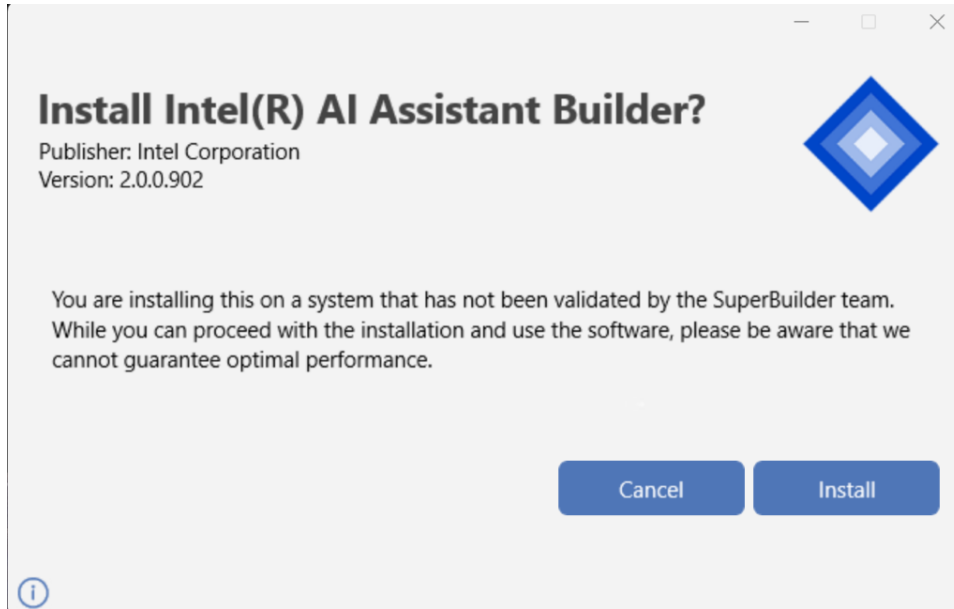 Install Intel(R) AI Assistant Builder?
Publisher: Intel Corporation
Version: 2.0.0.902
You are installing this on a system that has not been validated by the SuperBuilder team.
While you can proceed with the installation and use the software, please be aware that we
cannot guarantee optimal performance.
Cancel
Install